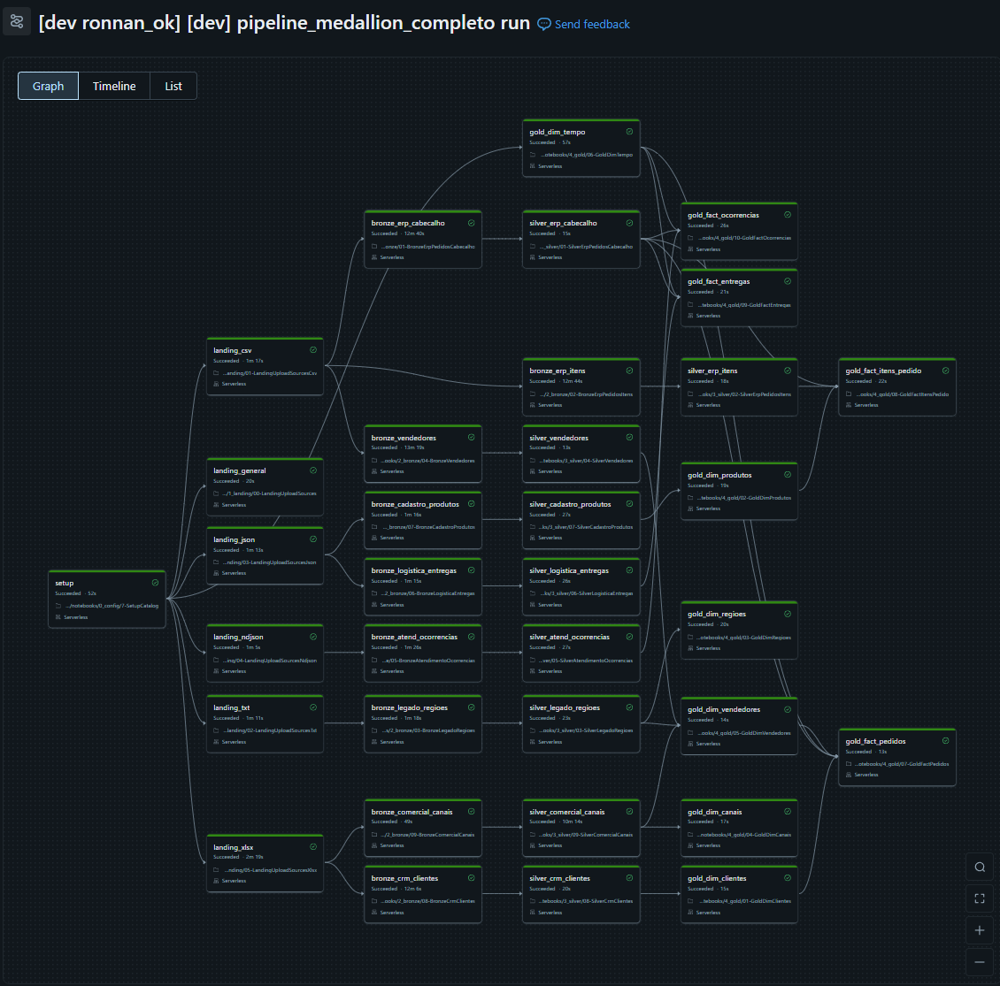 [dev ronnan_ok] [dev] pipeline_medallion_completo run
Send feedback
Graph
Timeline
List
gold_dim_tempo
Succeeded · 57s
...otebooks/4_gold/06-GoldDimTempo
Serverless
gold_fact_ocorrencias
Succeeded · 26s
...ooks/4_gold/10-GoldFactOcorrencias
Serverless
bronze_erp_cabecalho
Succeeded · 12m 40s
...onze/01-BronzeErpPedidosCabecalho
Serverless
silver_erp_cabecalho
Succeeded · 15s
..._silver/01-SilverErpPedidosCabecalho
Serverless
gold_fact_entregas
Succeeded · 21s
...tebooks/4_gold/09-GoldFactEntregas
Serverless
landing_csv
Succeeded · 1m 17s
...anding/01-LandingUploadSourcesCsv
Serverless
bronze_erp_itens
Succeeded · 12m 44s
.../2_bronze/02-BronzeErpPedidosItens
Serverless
silver_erp_itens
Succeeded · 18s
...oks/3_silver/02-SilverErpPedidosItens
Serverless
gold_fact_itens_pedido
Succeeded · 22s
...ooks/4_gold/08-GoldFactItensPedido
Serverless
bronze_vendedores
Succeeded · 13m 19s
...ooks/2_bronze/04-BronzeVendedores
Serverless
silver_vendedores
Succeeded · 13s
...tebooks/3_silver/04-SilverVendedores
Serverless
landing_general
Succeeded · 20s
.../1_landing/00-LandingUploadSources
Serverless
gold_dim_produtos
Succeeded · 19s
...tebooks/4_gold/02-GoldDimProdutos
Serverless
bronze_cadastro_produtos
Succeeded · 1m 16s
..._bronze/07-BronzeCadastroProdutos
Serverless
silver_cadastro_produtos
Succeeded · 27s
...ks/3_silver/07-SilverCadastroProdutos
Serverless
landing_json
Succeeded · 1m 13s
...nding/03-LandingUploadSourcesJson
Serverless
bronze_logistica_entregas
Succeeded · 1m 15s
...2_bronze/06-BronzeLogisticaEntregas
Serverless
silver_logistica_entregas
Succeeded · 26s
...ks/3_silver/06-SilverLogisticaEntregas
Serverless
setup
Succeeded · 52s
.../notebooks/0_config/7-SetupCatalog
Serverless
gold_dim_regioes
Succeeded · 20s
...otebooks/4_gold/03-GoldDimRegioes
Serverless
landing_ndjson
Succeeded · 1m 5s
...ing/04-LandingUploadSourcesNdjson
Serverless
bronze_atend_ocorrencias
Succeeded · 1m 26s
...e/05-BronzeAtendimentoOcorrencias
Serverless
silver_atend_ocorrencias
Succeeded · 27s
...ver/05-SilverAtendimentoOcorrencias
Serverless
landing_txt
Succeeded · 1m 11s
...landing/02-LandingUploadSourcesTxt
Serverless
bronze_legado_regioes
Succeeded · 1m 18s
...s/2_bronze/03-BronzeLegadoRegioes
Serverless
silver_legado_regioes
Succeeded · 23s
...ooks/3_silver/03-SilverLegadoRegioes
Serverless
gold_dim_vendedores
Succeeded · 14s
...ooks/4_gold/05-GoldDimVendedores
Serverless
gold_fact_pedidos
Succeeded · 13s
...otebooks/4_gold/07-GoldFactPedidos
Serverless
bronze_comercial_canais
Succeeded · 49s
.../2_bronze/09-BronzeComercialCanais
Serverless
silver_comercial_canais
Succeeded · 10m 14s
...oks/3_silver/09-SilverComercialCanais
Serverless
gold_dim_canais
Succeeded · 17s
...notebooks/4_gold/04-GoldDimCanais
Serverless
landing_xlsx
Succeeded · 2m 19s
...nding/05-LandingUploadSourcesXlsx
Serverless
bronze_crm_clientes
Succeeded · 12m 6s
...ooks/2_bronze/08-BronzeCrmClientes
Serverless
silver_crm_clientes
Succeeded · 20s
...tebooks/3_silver/08-SilverCrmClientes
Serverless
gold_dim_clientes
Succeeded · 15s
...tebooks/4_gold/01-GoldDimClientes
Serverless